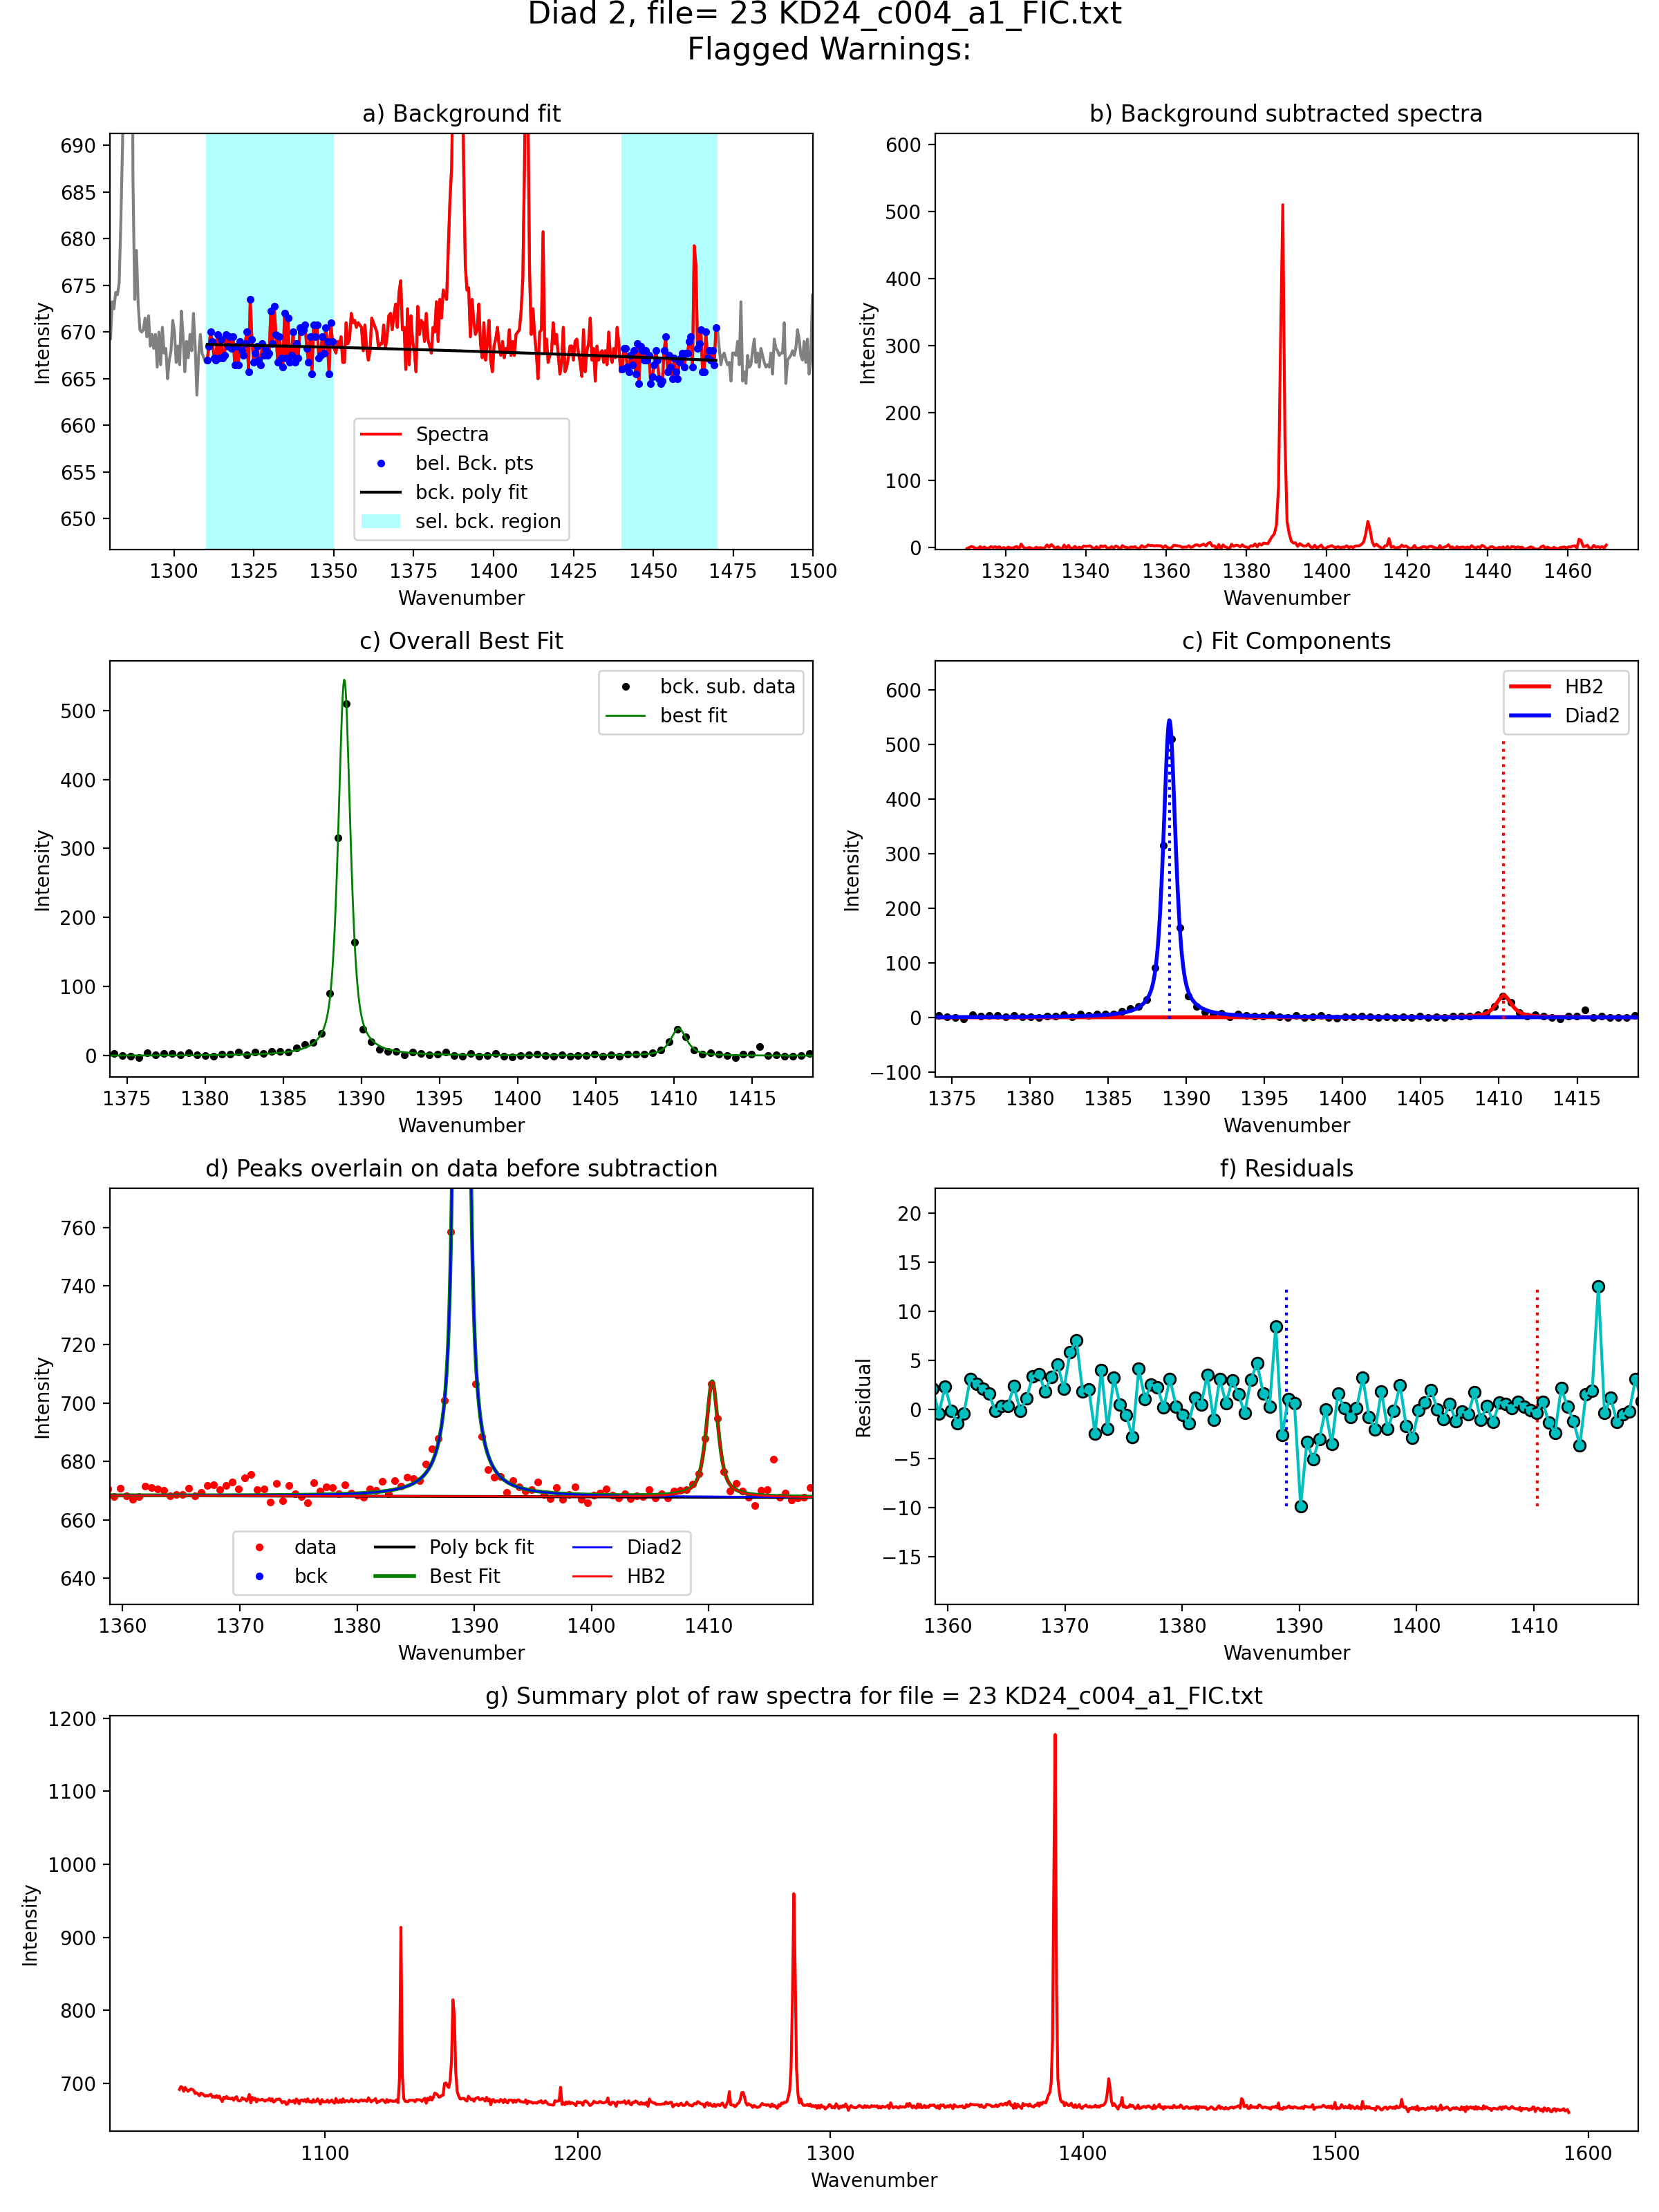 Diad 2, file= 23 KD24_c004_a1_FIC.txt
Flagged Warnings:
a) Background fit
690
685
680
675
670
665
660
655
650
Intensity
Spectra
bel. Bck. pts
bck. poly fit
sel. bck. region
1300 1325 1350 1375 1400 1425 1450 1475 1500
Wavenumber
b) Background subtracted spectra
600
500
400
300
200
100
0
Intensity
1320 1340 1360 1380 1400 1420 1440 1460
Wavenumber
c) Overall Best Fit
500
400
300
200
100
0
Intensity
bck. sub. data
best fit
1375 1380 1385 1390 1395 1400 1405 1410 1415
Wavenumber
c) Fit Components
600
500
400
300
200
100
0
−100
Intensity
HB2
Diad2
1375 1380 1385 1390 1395 1400 1405 1410 1415
Wavenumber
d) Peaks overlain on data before subtraction
760
740
720
700
680
660
640
Intensity
data
bck
Poly bck fit
Best Fit
Diad2
HB2
1360 1370 1380 1390 1400 1410
Wavenumber
f) Residuals
20
15
10
5
0
−5
−10
−15
Residual
1360 1370 1380 1390 1400 1410
Wavenumber
g) Summary plot of raw spectra for file = 23 KD24_c004_a1_FIC.txt
1200
1100
1000
900
800
700
Intensity
1100 1200 1300 1400 1500 1600
Wavenumber